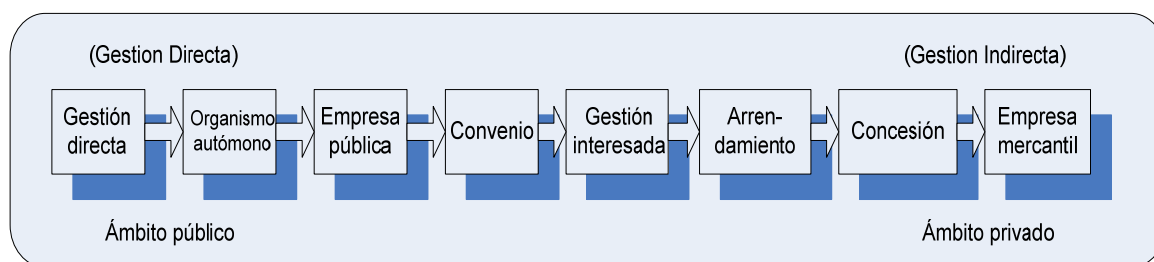 (Gestion Directa)
(Gestion Indirecta)
Gestión
directa
Organismo
autómono
Empresa
pública
Convenio
Gestión
interesada
Arren-
damiento
Concesión
Empresa
mercantil
Ámbito público
Ámbito privado